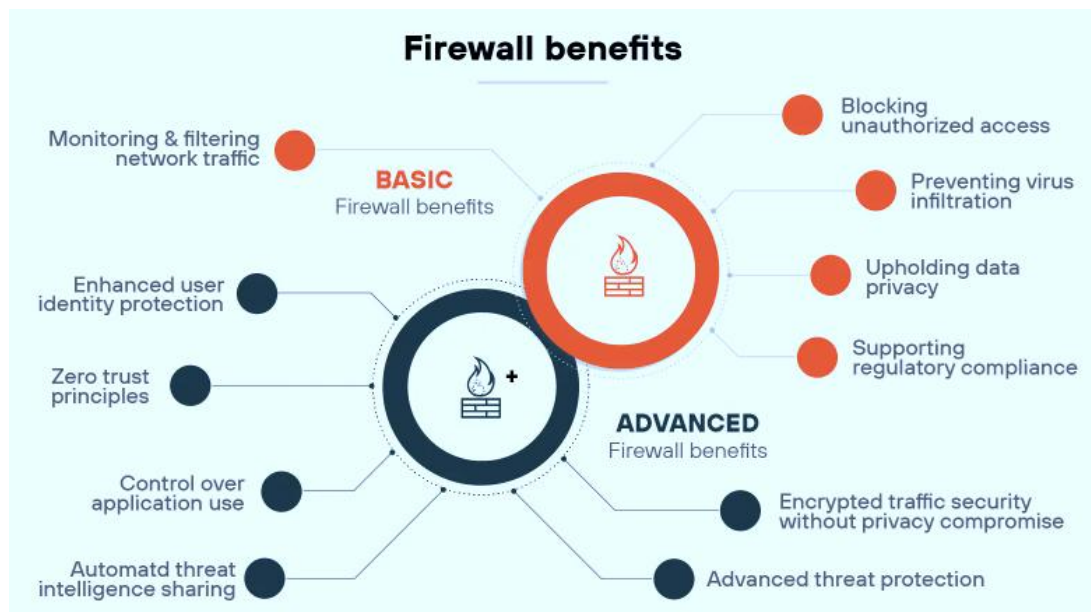 Firewall benefits
Monitoring & filtering
network traffic
BASIC
Firewall benefits
Blocking
unauthorized access
Preventing virus
infiltration
Upholding data
privacy
Supporting
regulatory compliance
Enhanced user
identity protection
Zero trust
principles
Control over
application use
Automatd threat
intelligence sharing
+
ADVANCED
Firewall benefits
Encrypted traffic security
without privacy compromise
Advanced threat protection